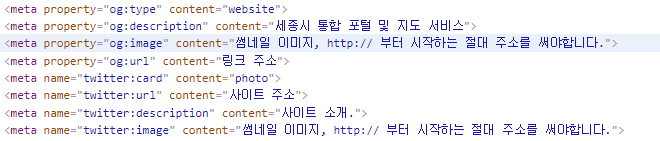 <meta property="og:type" content="website">
<meta property="og:description" content="세종시 통합 포털 및 지도 서비스">
<meta property="og:image" content="썸네일 이미지, http:// 부터 시작하는 절대 주소를 써야합니다.">
<meta property="og:url" content="링크 주소">
<meta name="twitter:card" content="photo">
<meta name="twitter:url" content="사이트 주소">
<meta name="twitter:description" content="사이트 소개.">
<meta name="twitter:image" content="썸네일 이미지, http:// 부터 시작하는 절대 주소를 써야합니다.">